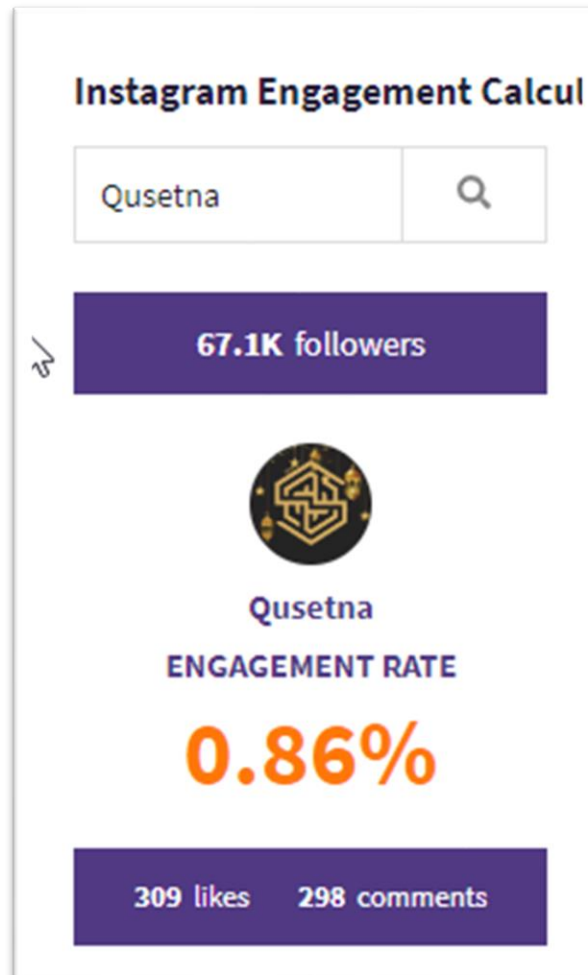 Instagram Engagement Calcul
Qusetna
67.1K followers
Qusetna
ENGAGEMENT RATE
0.86%
309 likes 298 comments